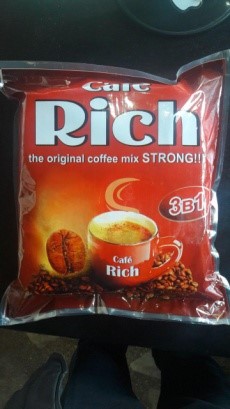 Café
Rich
the original coffee mix STRONG!!!
3В1
Café
Rich